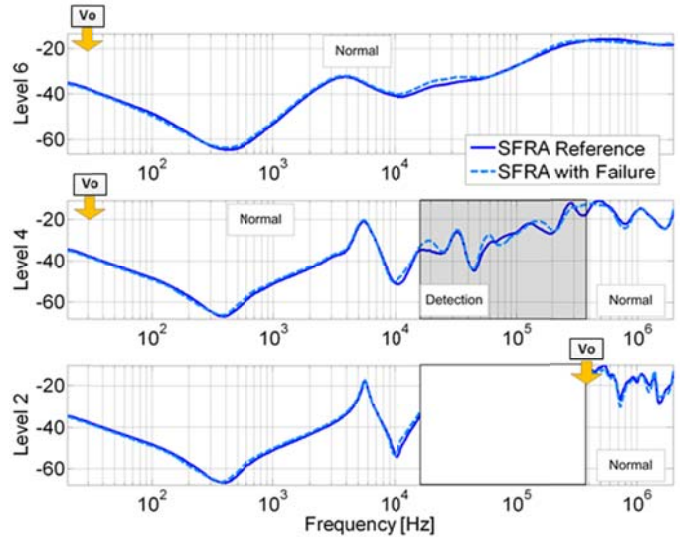 Vo
Level 6
-20
-40
-60
Normal
10²
10³
10⁴
SFRA Reference
SFRA with Failure
Vo
Level 4
-20
-40
-60
Normal
Detection
Normal
10²
10³
10⁴
10⁵
10⁶
Vo
Level 2
-20
-40
-60
Normal
10²
10³
10⁴
10⁵
10⁶
Frequency [Hz]